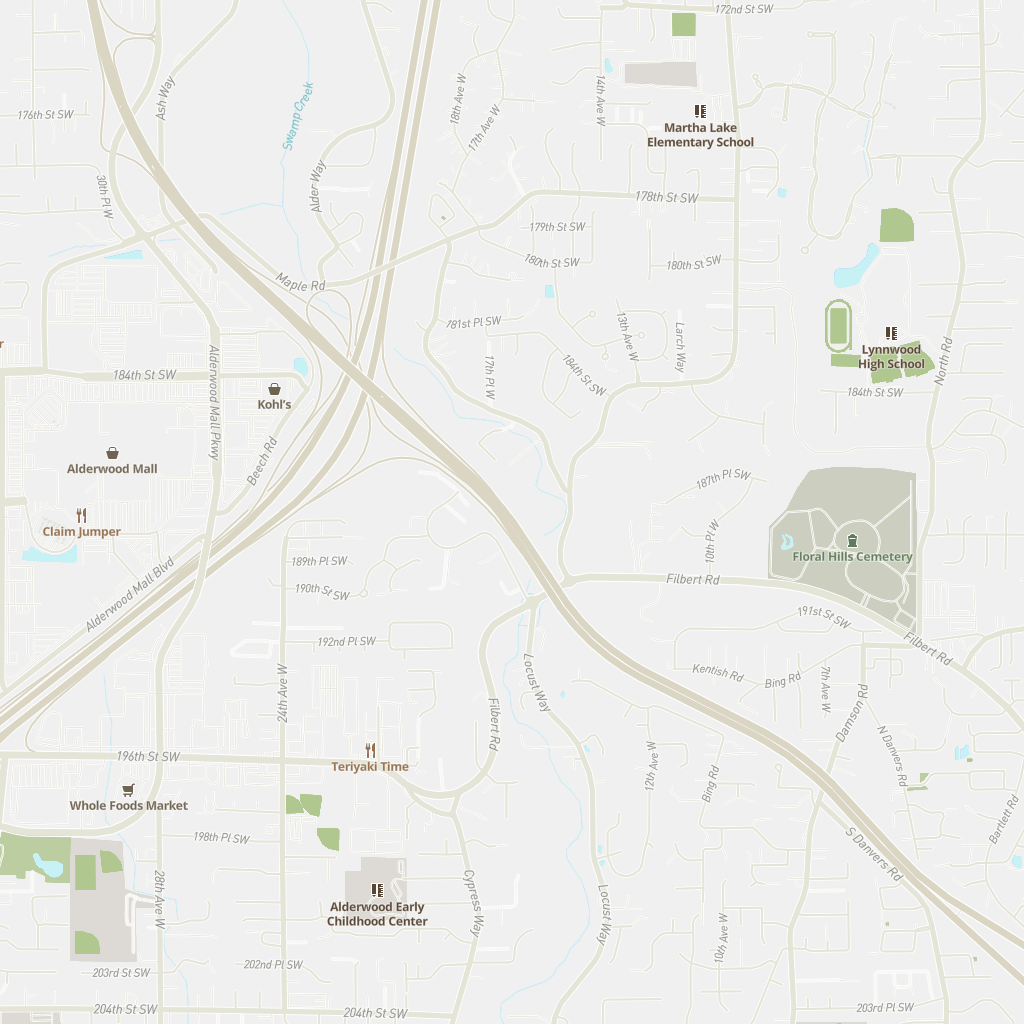 172nd St SW
Ash Way
176th St SW
Swamp Creek
18th Ave W
17th Ave W
14th Ave W
Martha Lake
Elementary School
30th Pl W
Alder Way
178th St SW
179th St SW
180th St SW
180th St SW
Maple Rd
181st Pl SW
13th Ave W
Larch Way
Lynnwood
High School
North Rd
184th St SW
Alderwood Mall Pkwy
17th Pl W
184th St SW
184th St SW
Kohl's
Beech Rd
Alderwood Mall
187th Pl SW
Claim Jumper
10th Pl W
Floral Hills Cemetery
189th Pl SW
190th St SW
Filbert Rd
Alderwood Mall Blvd
191st St SW
Filbert Rd
192nd Pl SW
Locust Way
Kentish Rd
Bing Rd
7th Ave W
24th Ave W
Filbert Rd
Damson Rd
N Danvers Rd
196th St SW
Teriyaki Time
12th Ave W
Bing Rd
Whole Foods Market
Bartlett Rd
198th Pl SW
S Danvers Rd
28th Ave W
Alderwood Early
Childhood Center
Cypress Way
Locust Way
10th Ave W
203rd St SW
202nd Pl SW
204th St SW
204th St SW
203rd Pl SW